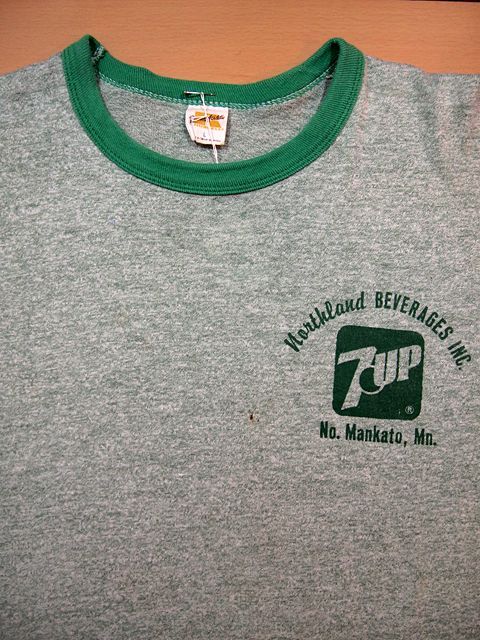 L
Northland BEVERAGES INC.
7UP
®
No. Mankato, Mn.